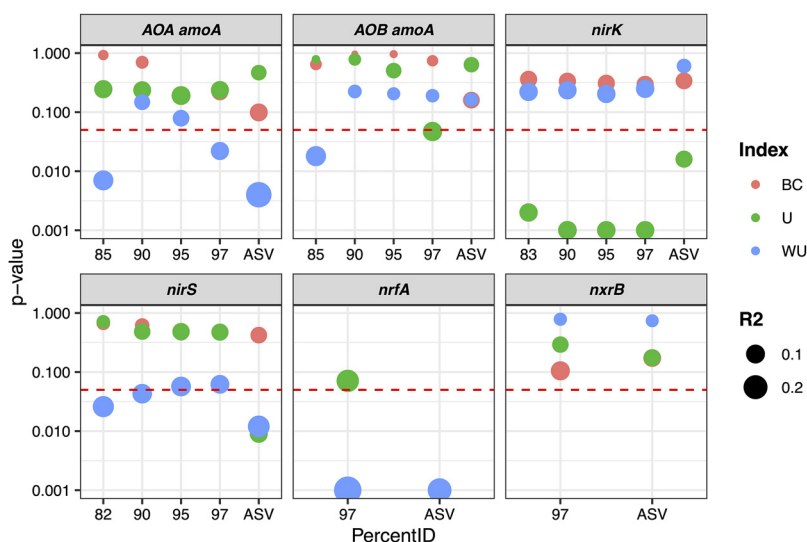 AOA amoA AOB amoA nirK
1.000
0.100
0.010
0.001
85 90 95 97 ASV 85 90 95 97 ASV 83 90 95 97 ASV
p-value
nirS nrfA nxrB
1.000
0.100
0.010
0.001
82 90 95 97 ASV 97 ASV 97 ASV
PercentID
Index
BC
U
WU
R2
0.1
0.2